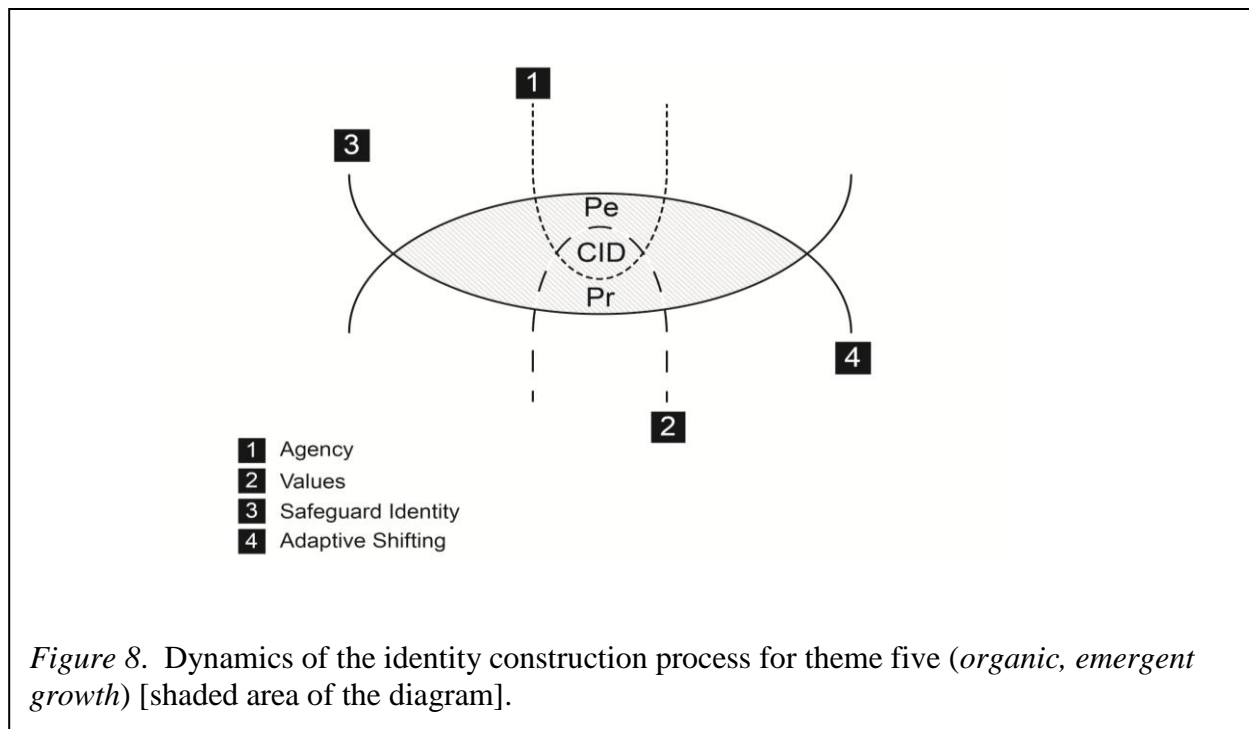 1
3
Pe
CID
Pr
4
2
1 Agency
2 Values
3 Safeguard Identity
4 Adaptive Shifting
Figure 8.  Dynamics of the identity construction process for theme five (organic, emergent
growth) [shaded area of the diagram].